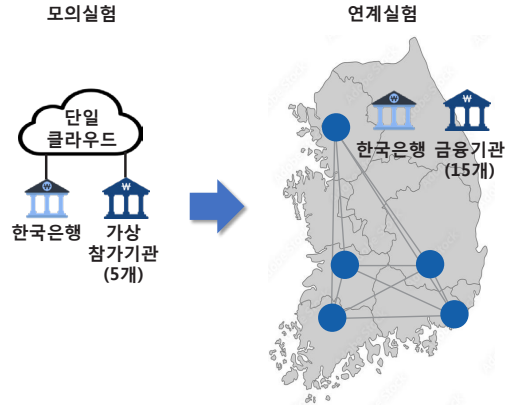 모의실험
연계실험
단일
클라우드
한국은행
가상
참가기관
(5개)
한국은행
금융기관
(15개)